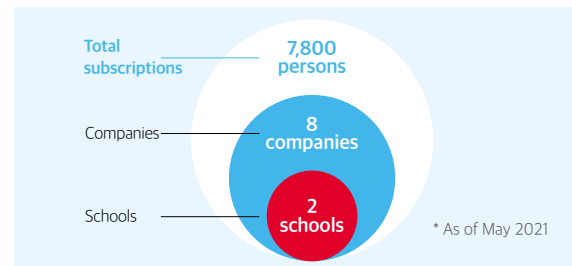 Total
subscriptions
7,800
persons
Companies
8
companies
Schools
2
schools
* As of May 2021